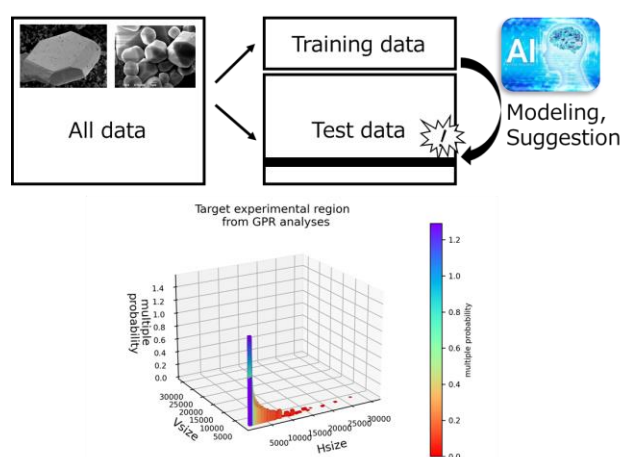 All data
Training data
Test data
!
AI
Modeling,
Suggestion
Target experimental region
from GPR analyses
multiple
probability
1.4
1.2
1.0
0.8
0.6
0.4
0.2
0.0
30000
25000
20000
15000
10000
5000
Vsize
5000
10000
15000
20000
25000
30000
Hsize
1.2
1.0
0.8
0.6
0.4
0.2
0.0
multiple probability